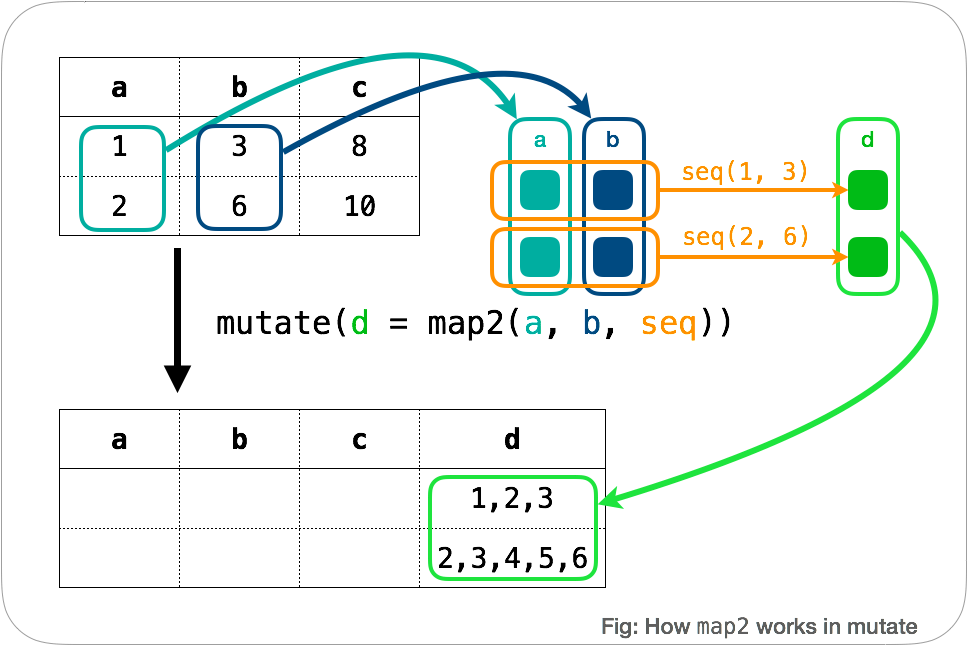 a b c
1 3 8
2 6 10
a b d
seq(1, 3)
seq(2, 6)
mutate(d = map2(a, b, seq))
a b c d
1,2,3
2,3,4,5,6
Fig: How map2 works in mutate